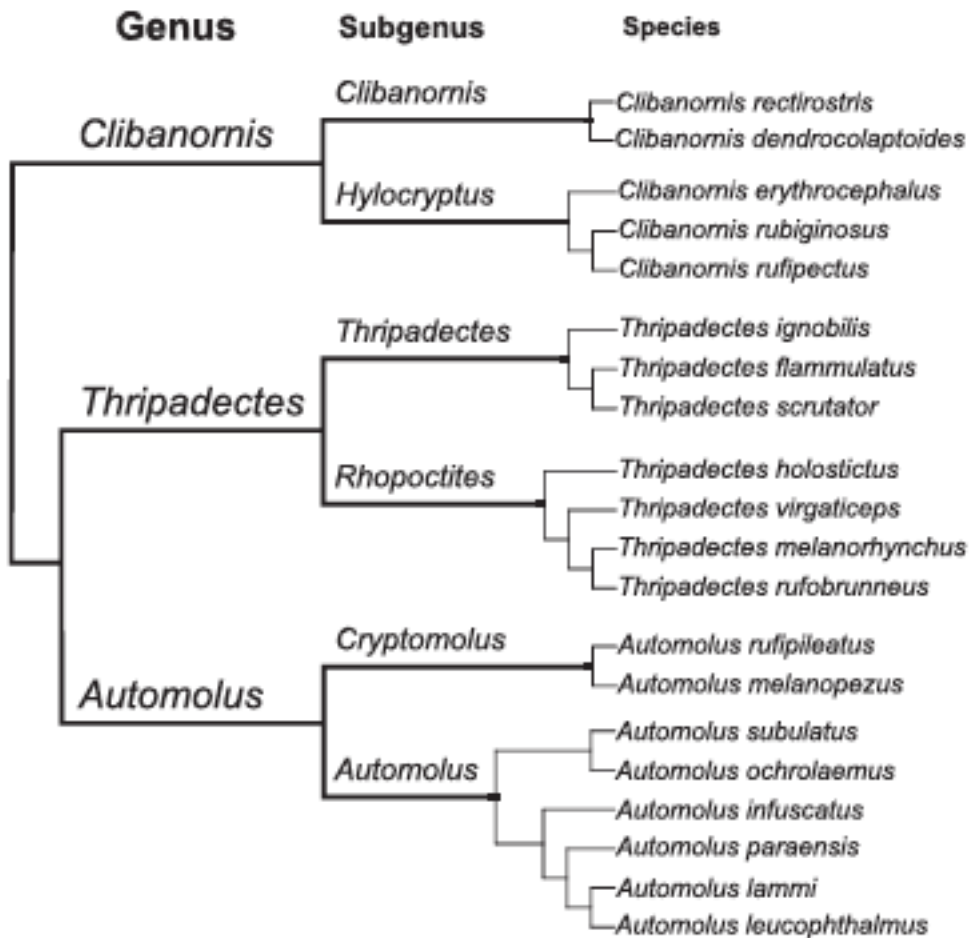 Genus Subgenus Species
Clibanornis
Clibanornis rectirostris
Clibanornis dendrocolaptoides
Clibanornis
Hylocryptus
Clibanornis erythrocephalus
Clibanornis rubiginosus
Clibanornis rufipectus
Thripadectes
Thripadectes ignobilis
Thripadectes flammulatus
Thripadectes scrutator
Thripadectes
Rhopoctites
Thripadectes holostictus
Thripadectes virgaticeps
Thripadectes melanorhynchus
Thripadectes rufobrunneus
Cryptomolus
Automolus rufipileatus
Automolus melanopezus
Automolus
Automolus subulatus
Automolus
Automolus ochrolaemus
Automolus infuscatus
Automolus paraensis
Automolus lammi
Automolus leucophthalmus